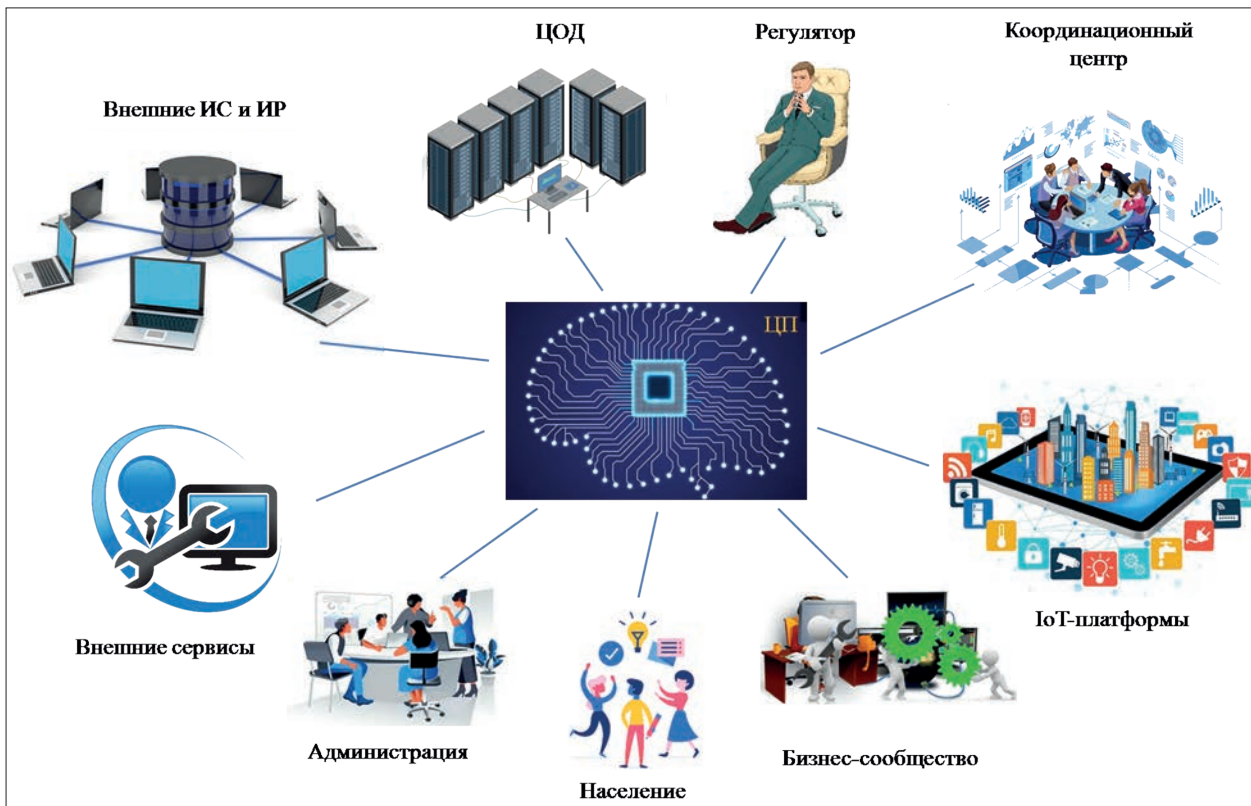 ЦОД
Регулятор
Координационный
центр
Внешние ИС и ИР
ЦП
IoT-платформы
Внешние сервисы
Администрация
Бизнес-сообщество
Население